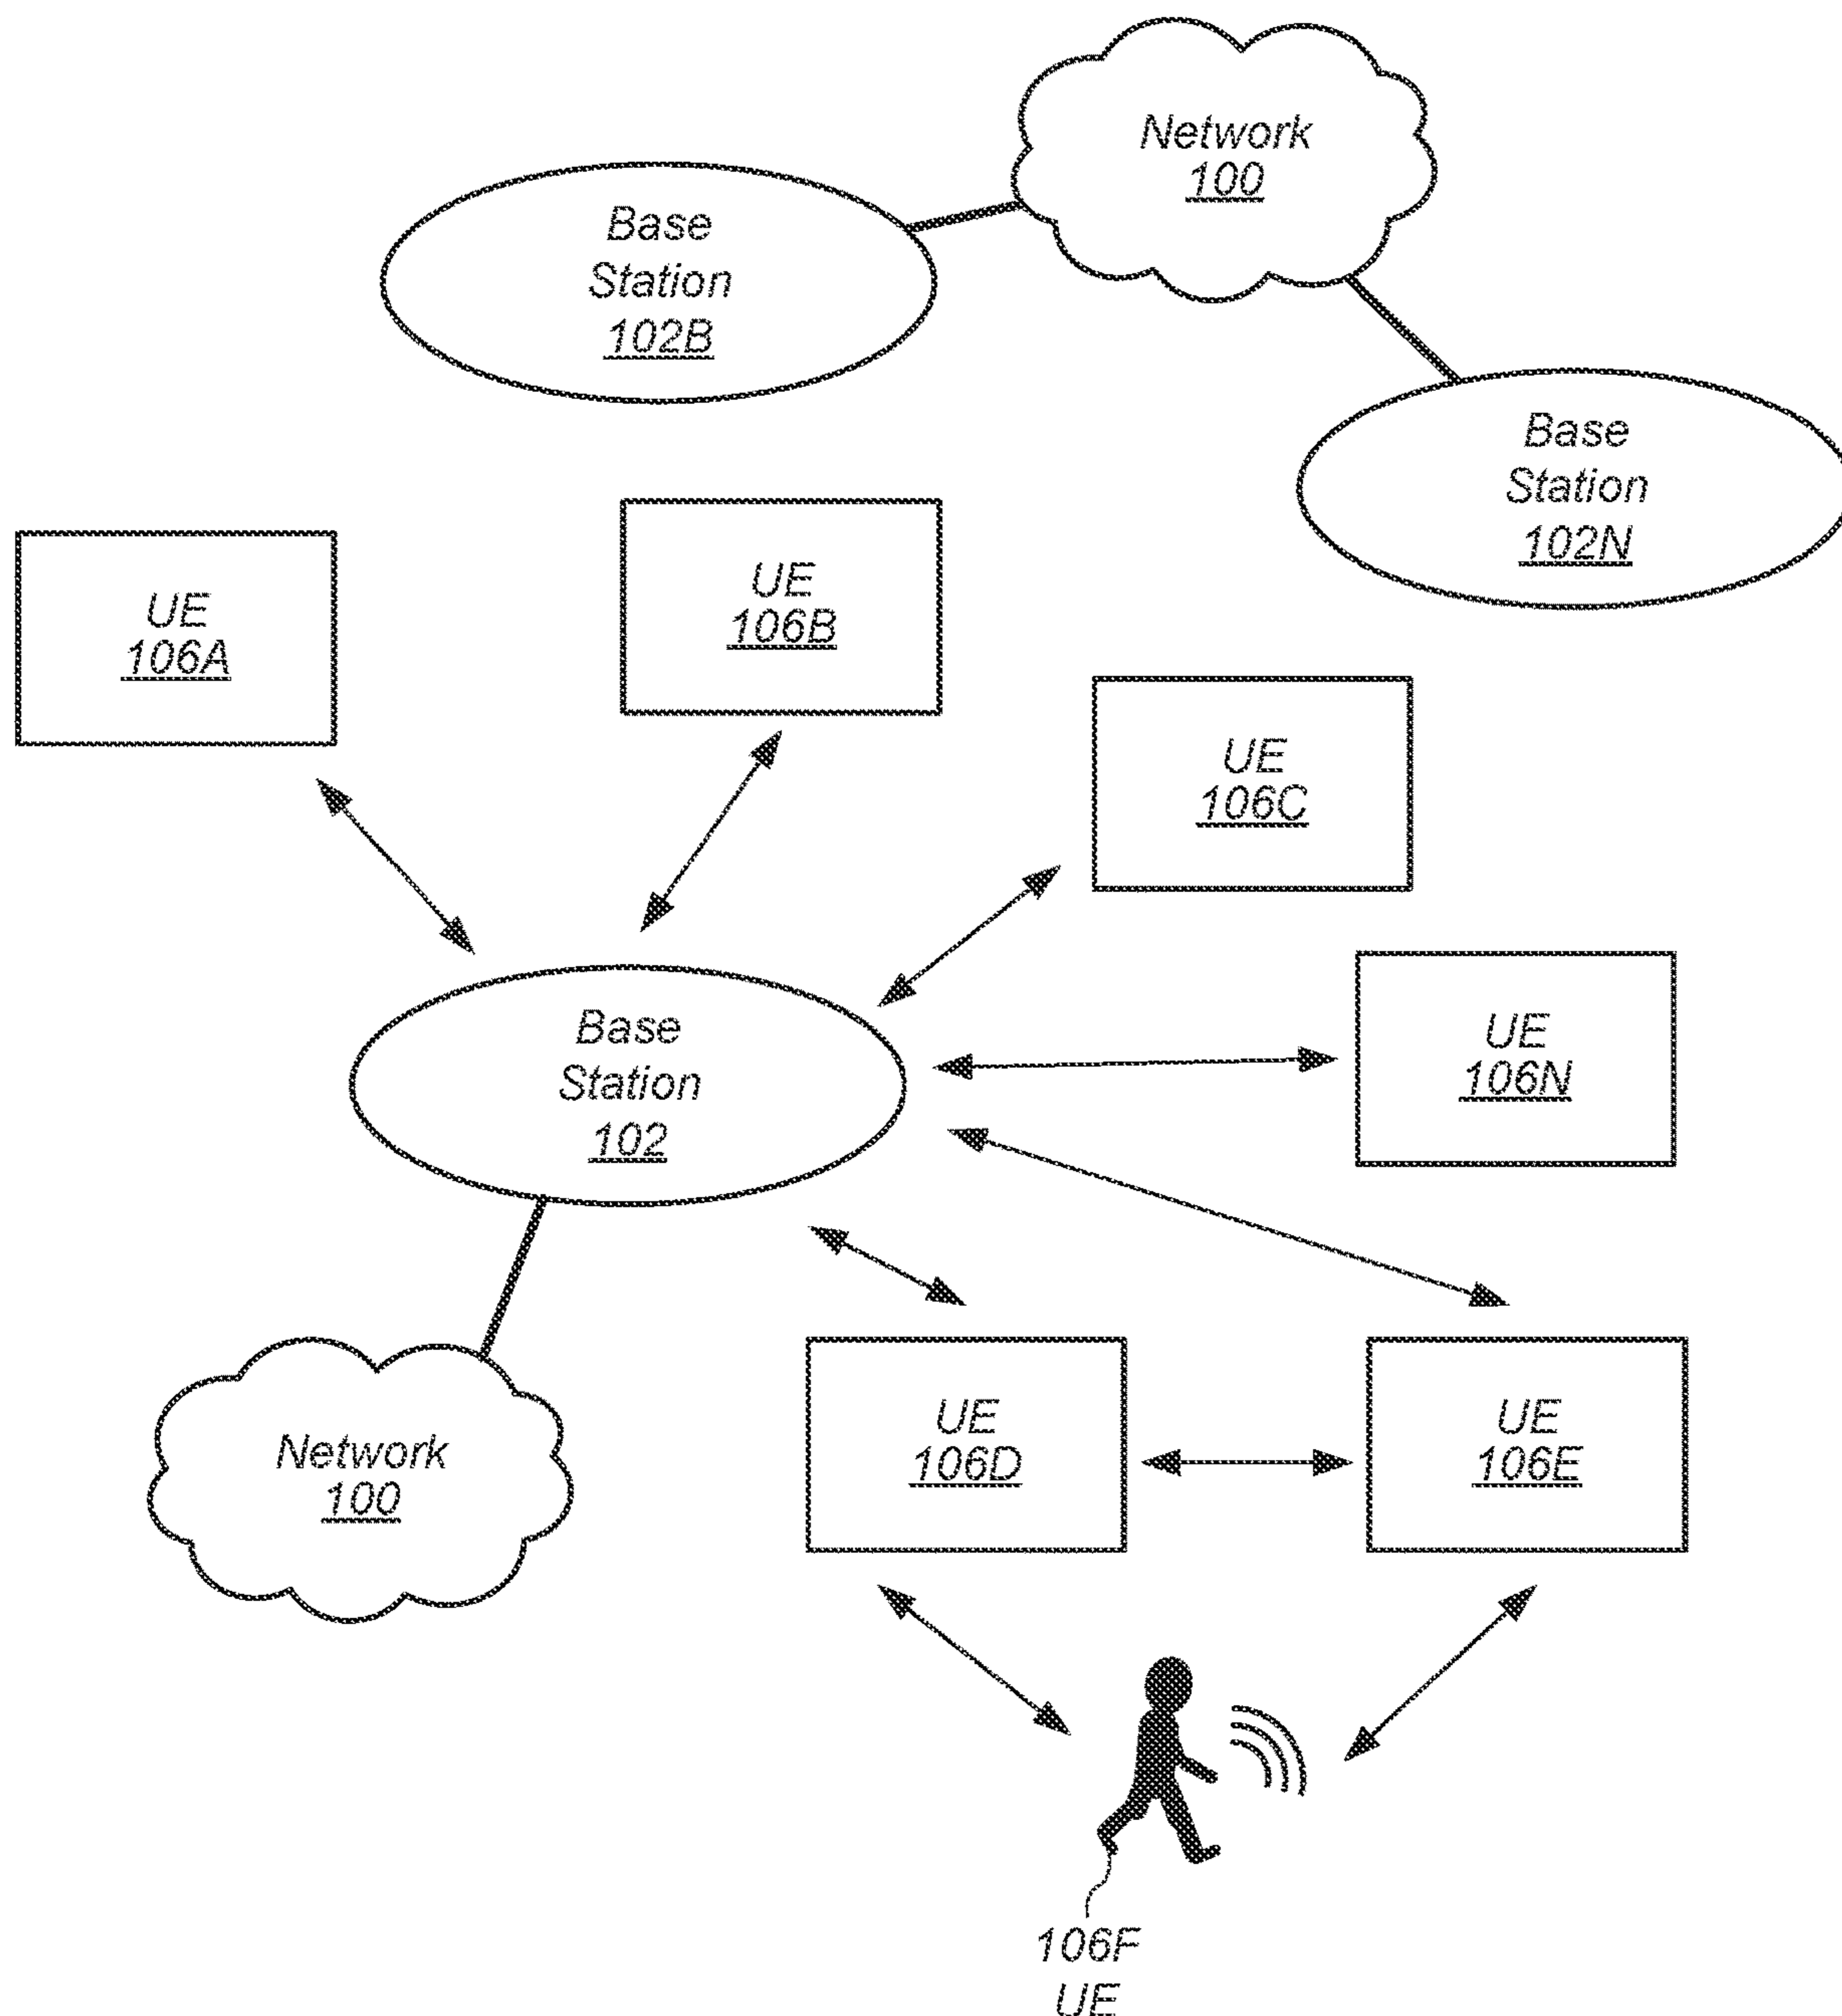 Network
100
Base
Station
102B
Base
Station
102N
UE
106A
UE
106B
UE
106C
Base
Station
102
UE
106N
Network
100
UE
106D
UE
106E
106F
UE